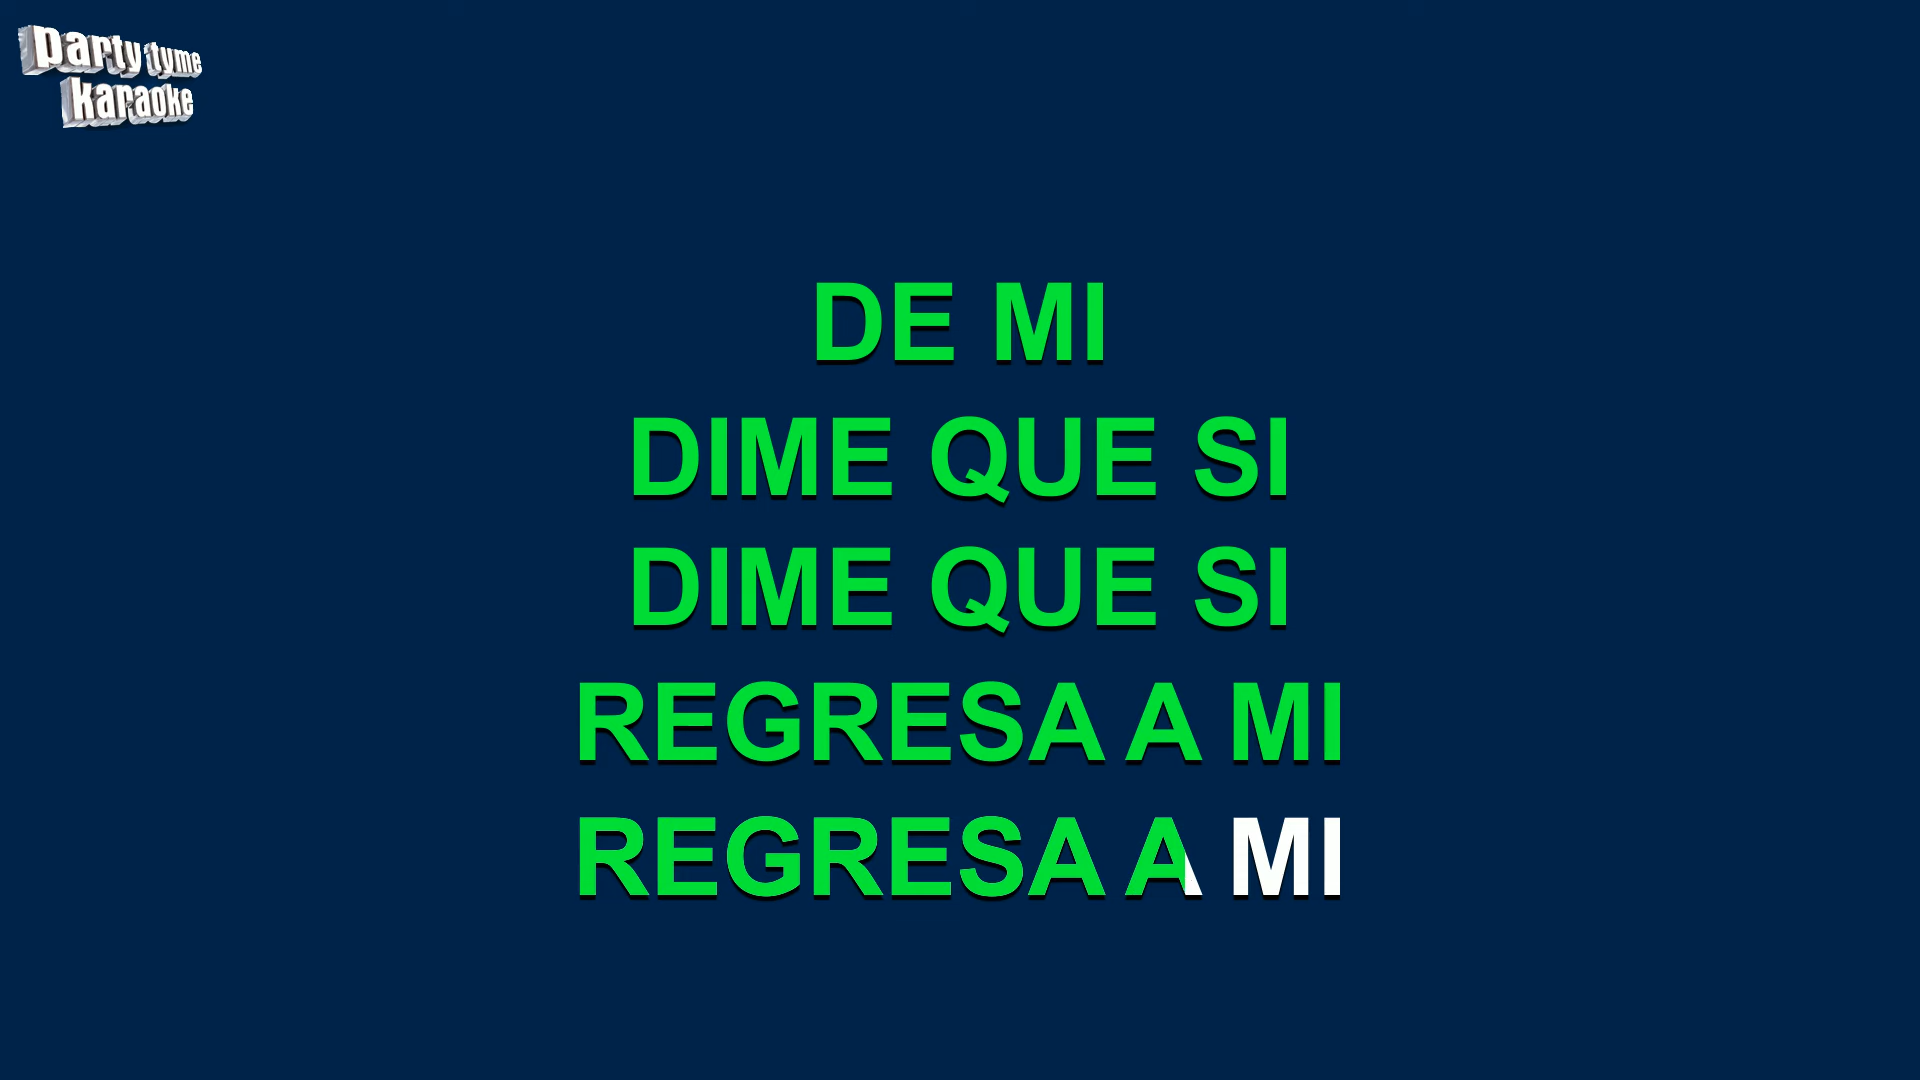 party tyme
karaoke
DE MI
DIME QUE SI
DIME QUE SI
REGRESA A MI
REGRESA A MI